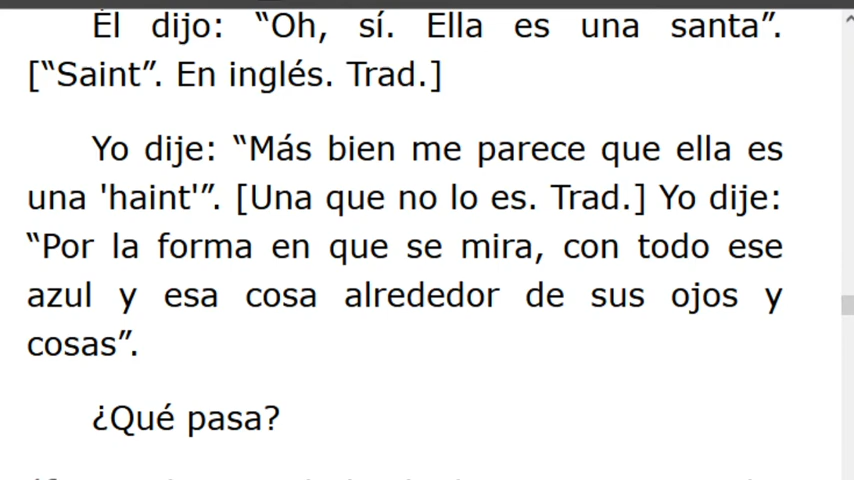 Él dijo: “Oh, sí. Ella es una santa”.
[“Saint”. En inglés. Trad.]
Yo dije: “Más bien me parece que ella es
una 'haint'”. [Una que no lo es. Trad.] Yo dije:
“Por la forma en que se mira, con todo ese
azul y esa cosa alrededor de sus ojos y
cosas”.
¿Qué pasa?